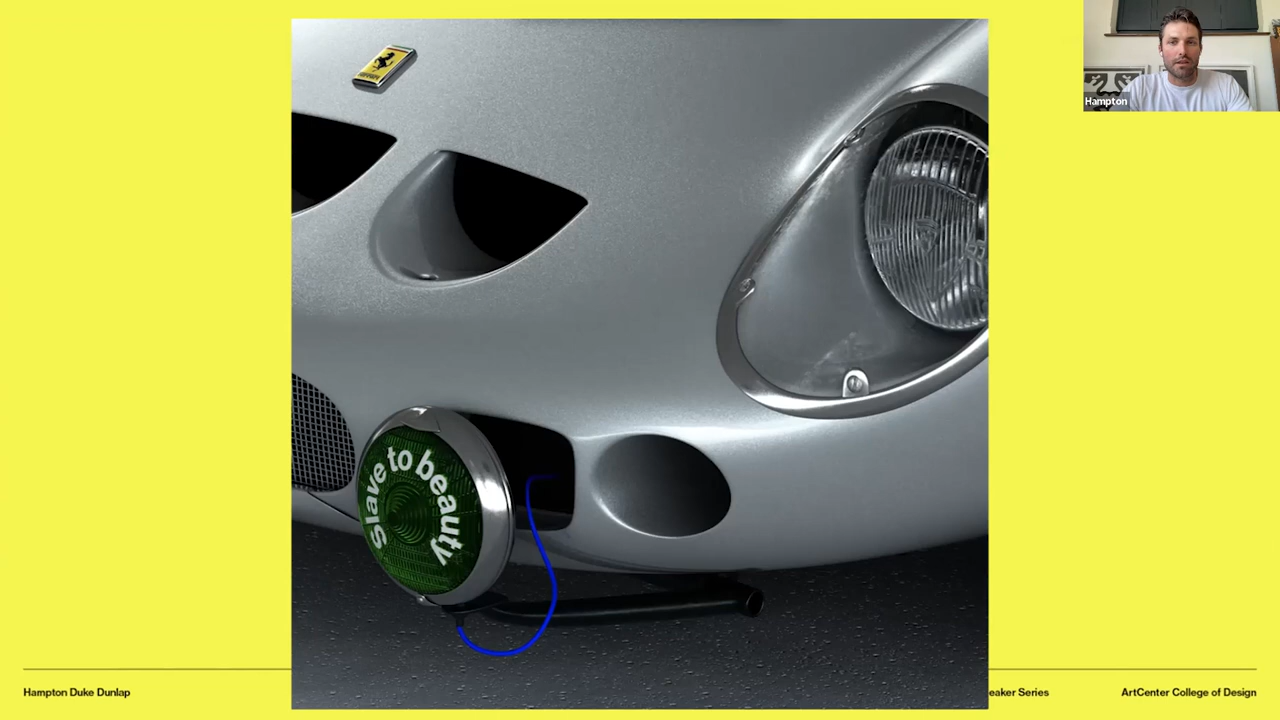 Hampton
Slave to beauty
Hampton Duke Dunlap
eaker Series
ArtCenter College of Design